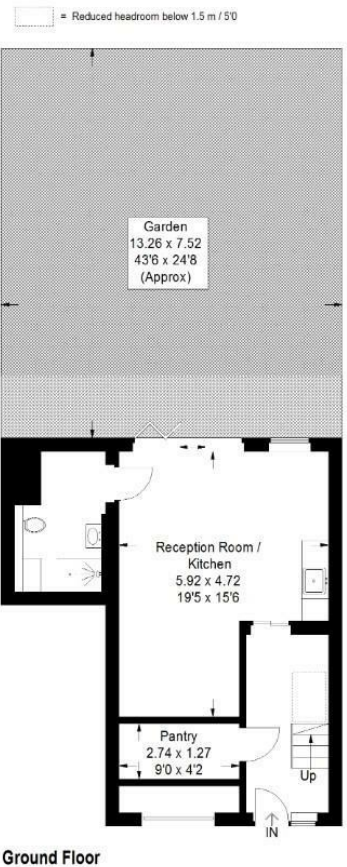 = Reduced headroom below 1.5 m / 5'0
Garden
13.26 x 7.52
43'6 x 24'8
(Approx)
Reception Room /
Kitchen
5.92 x 4.72
19'5 x 15'6
Pantry
2.74 x 1.27
9'0 x 4'2
Up
IN
Ground Floor